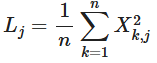 L_j = \frac{1}{n} \sum_{k=1}^{n} X_{k,j}^2